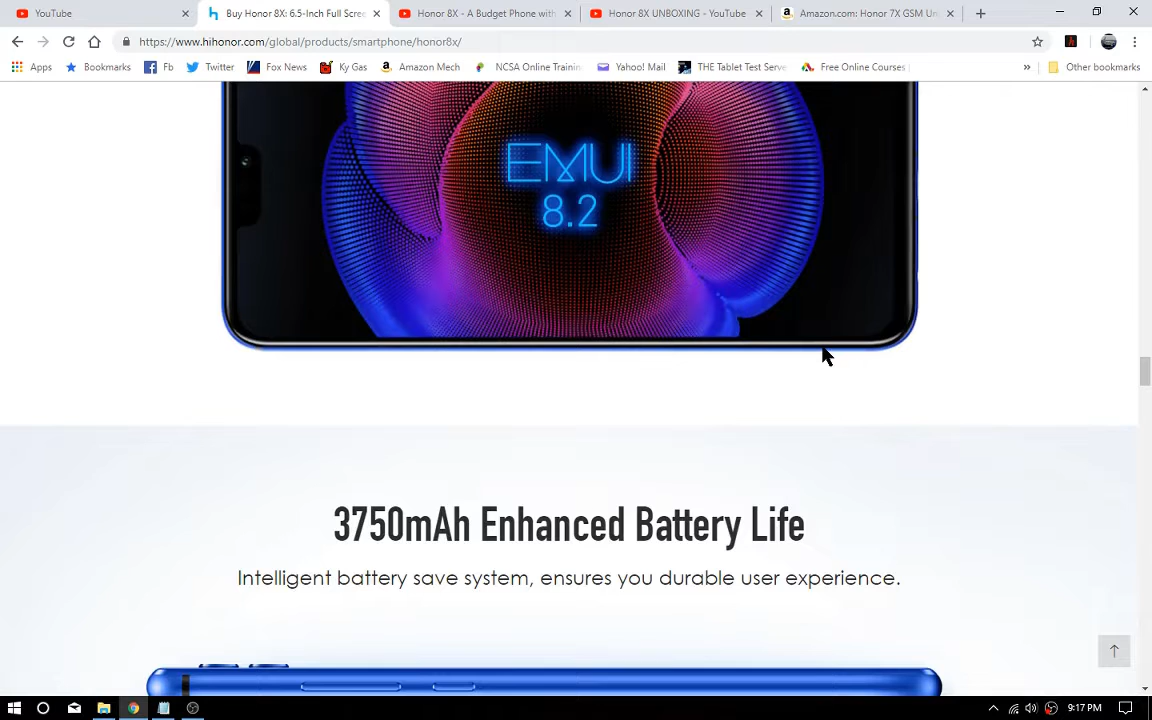 YouTube
Buy Honor 8X: 6.5-Inch Full Scree
Honor 8X - A Budget Phone with
Honor 8X UNBOXING - YouTube
Amazon.com: Honor 7X GSM Un
https://www.hihonor.com/global/products/smartphone/honor8x/
Apps
Bookmarks
Fb
Twitter
Fox News
Ky Gas
Amazon Mech
NCSA Online Trainin
Yahoo! Mail
THE Tablet Test Serve
Free Online Courses
»
Other bookmarks
EMUI
8.2
3750mAh Enhanced Battery Life
Intelligent battery save system, ensures you durable user experience.
9:17 PM